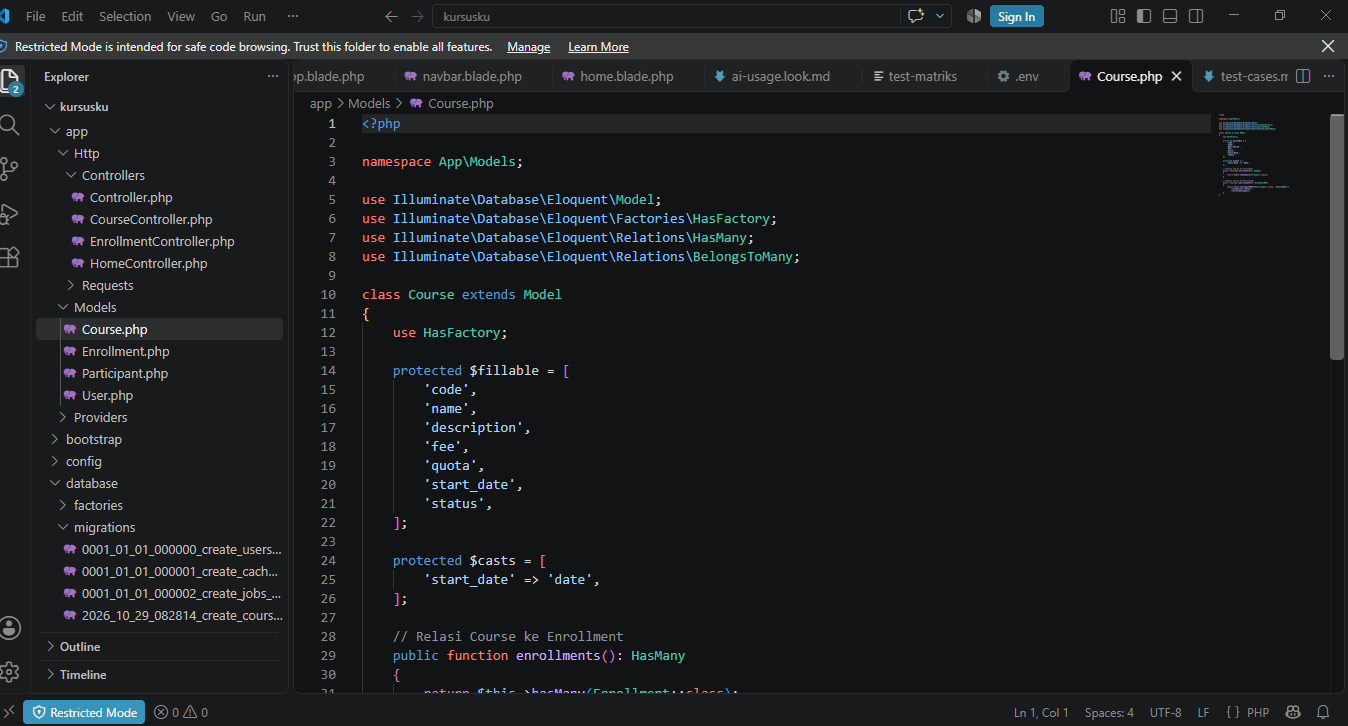 File Edit Selection View Go Run ··· kursusku Sign In
Restricted Mode is intended for safe code browsing. Trust this folder to enable all features. Manage Learn More
Explorer
2
kursusku
app
Http
Controllers
Controller.php
CourseController.php
EnrollmentController.php
HomeController.php
Requests
Models
Course.php
Enrollment.php
Participant.php
User.php
Providers
bootstrap
config
database
factories
migrations
0001_01_01_000000_create_users...
0001_01_01_000001_create_cach...
0001_01_01_000002_create_jobs_...
2026_10_29_082814_create_cours...
Outline
Timeline
op.blade.php navbar.blade.php home.blade.php ai-usage.look.md test-matriks .env Course.php test-cases.m
app > Models > Course.php
1 <?php
2
3 namespace App\Models;
4
5 use Illuminate\Database\Eloquent\Model;
6 use Illuminate\Database\Eloquent\Factories\HasFactory;
7 use Illuminate\Database\Eloquent\Relations\HasMany;
8 use Illuminate\Database\Eloquent\Relations\BelongsToMany;
9
10 class Course extends Model
11 {
12 use HasFactory;
13
14 protected $fillable = [
15 'code',
16 'name',
17 'description',
18 'fee',
19 'quota',
20 'start_date',
21 'status',
22 ];
23
24 protected $casts = [
25 'start_date' => 'date',
26 ];
27
28 // Relasi Course ke Enrollment
29 public function enrollments(): HasMany
30 {
31 return $this->hasMany(Enrollment::class);
Restricted Mode 0 0 Ln 1, Col 1 Spaces: 4 UTF-8 LF {} PHP